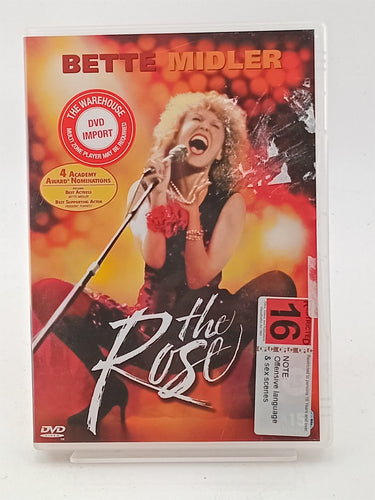 BETTE MIDLER
THE WAREHOUSE
DVD
IMPORT
MULTI ZONE PLAYER MAY BE REQUIRED
4 ACADEMY
AWARD® NOMINATIONS
INCLUDING
BEST ACTRESS
BETTE MIDLER
BEST SUPPORTING ACTOR
FREDERIC FORREST
the
Rose
16
NOTE
Offensive language
& sex scenes
DVD
VIDEO